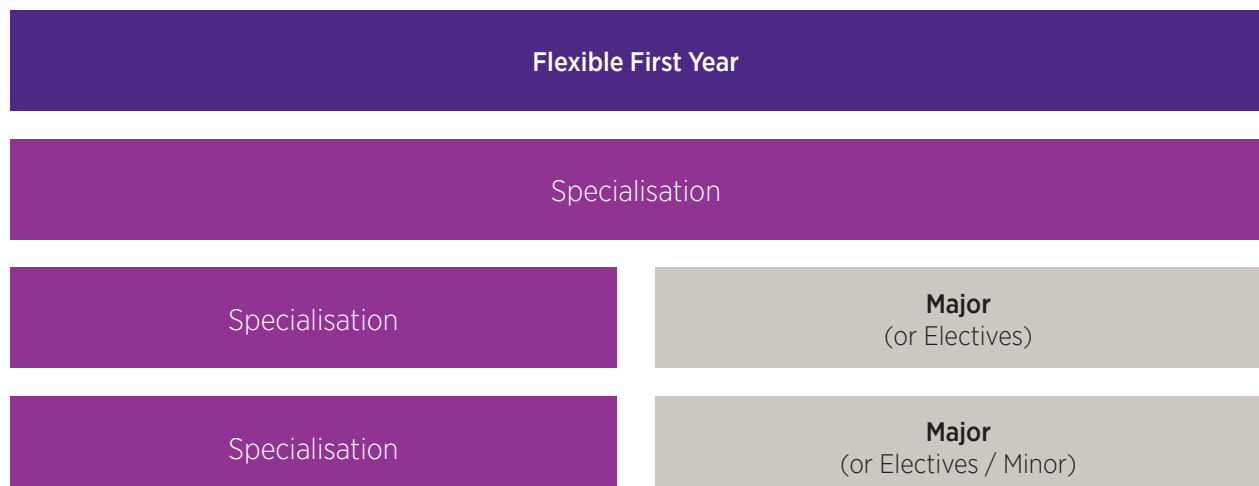 Flexible First Year
Specialisation
Specialisation
Major
(or Electives)
Specialisation
Major
(or Electives / Minor)